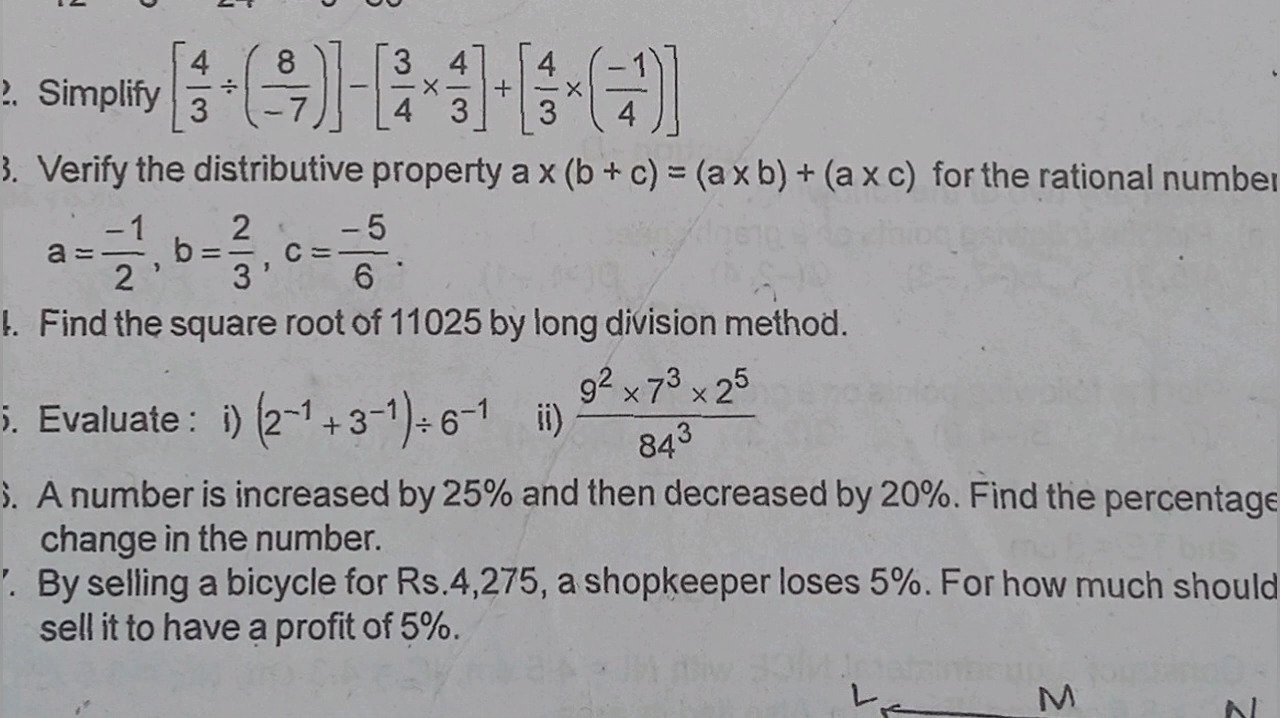 2. Simplify [4/3 ÷ (8/-7)] - [3/4 × 4/3] + [4/3 × (-1/4)]
3. Verify the distributive property a x (b + c) = (a x b) + (a x c) for the rational number
a = -1/2, b = 2/3, c = -5/6.
4. Find the square root of 11025 by long division method.
5. Evaluate : i) (2⁻¹ + 3⁻¹) ÷ 6⁻¹ ii) 9² × 7³ × 2⁵ / 84³
6. A number is increased by 25% and then decreased by 20%. Find the percentage
change in the number.
7. By selling a bicycle for Rs.4,275, a shopkeeper loses 5%. For how much should
sell it to have a profit of 5%.
L M N